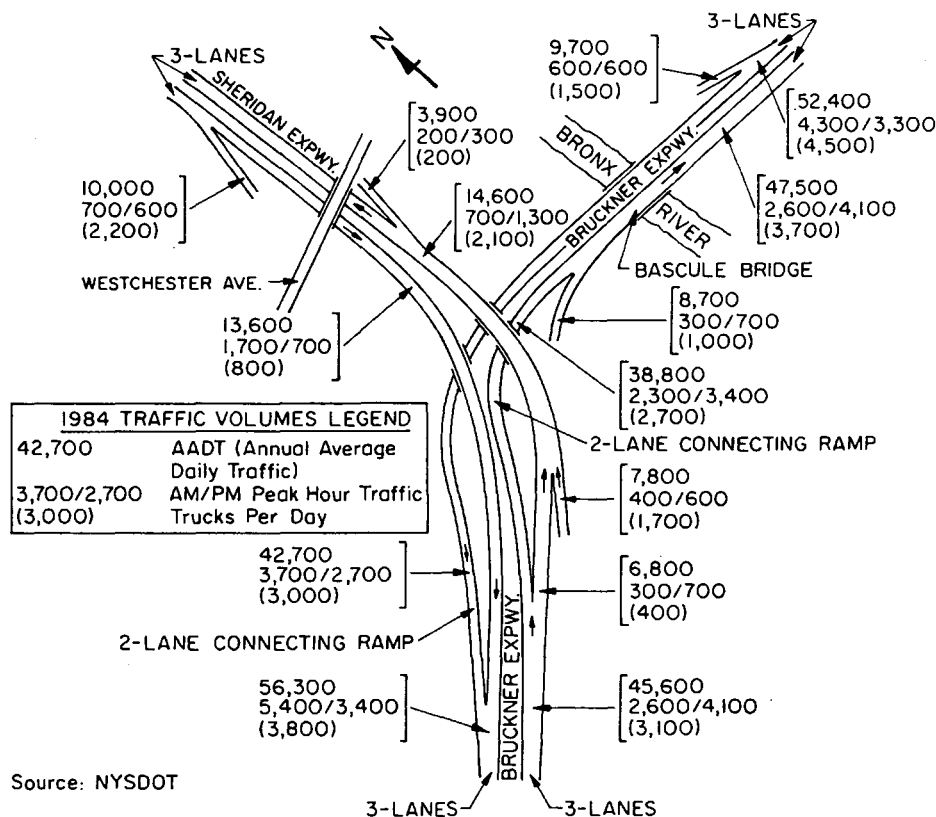 3-LANES
3-LANES
N
SHERIDAN EXPWY.
9,700
600/600
(1,500)
3,900
200/300
(200)
52,400
4,300/3,300
(4,500)
BRONX
RIVER
BRUCKNER EXPWY.
10,000
700/600
(2,200)
14,600
700/1,300
(2,100)
47,500
2,600/4,100
(3,700)
WESTCHESTER AVE.
BASCULE BRIDGE
13,600
1,700/700
(800)
8,700
300/700
(1,000)
38,800
2,300/3,400
(2,700)
1984 TRAFFIC VOLUMES LEGEND
42,700 AADT (Annual Average
Daily Traffic)
3,700/2,700 AM/PM Peak Hour Traffic
(3,000) Trucks Per Day
2-LANE CONNECTING RAMP
7,800
400/600
(1,700)
42,700
3,700/2,700
(3,000)
6,800
300/700
(400)
2-LANE CONNECTING RAMP
BRUCKNER EXPWY.
56,300
5,400/3,400
(3,800)
45,600
2,600/4,100
(3,100)
Source: NYSDOT
3-LANES
3-LANES